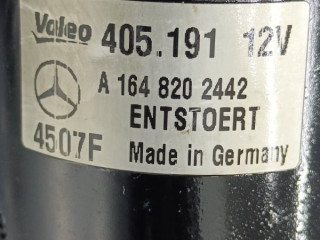 Valeo 405.191 12V
A 164 820 2442
ENTSTOERT
4507F Made in Germany